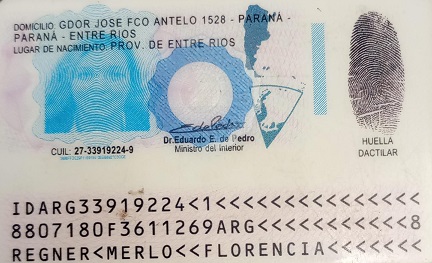 DOMICILIO: GDOR JOSE FCO ANTELO 1528 - PARANÁ -
PARANÁ - ENTRE RIOS
LUGAR DE NACIMIENTO: PROV. DE ENTRE RIOS
CUIL: 27-33919224-9
Dr. Eduardo E. de Pedro
Ministro del Interior
HUELLA
DACTILAR
IDARG33919224<1<<<<<<<<<<<<<<<
8807180F3611269ARG<<<<<<<<<<<8
REGNER<MERLO<<FLORENCIA<<<<<<<